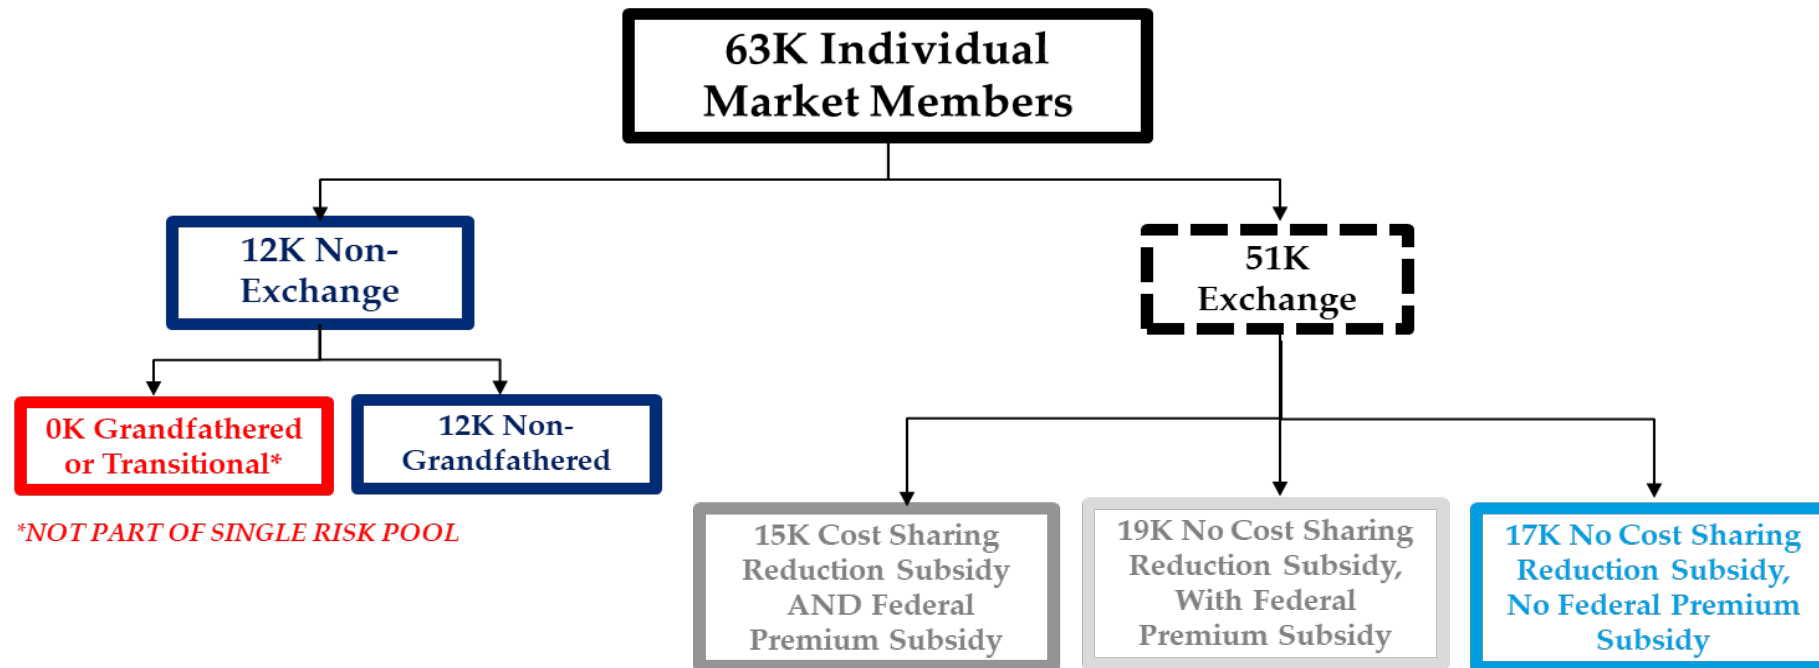 63K Individual
Market Members
12K Non-
Exchange
51K
Exchange
0K Grandfathered
or Transitional*
12K Non-
Grandfathered
*NOT PART OF SINGLE RISK POOL
15K Cost Sharing
Reduction Subsidy
AND Federal
Premium Subsidy
19K No Cost Sharing
Reduction Subsidy,
With Federal
Premium Subsidy
17K No Cost Sharing
Reduction Subsidy,
No Federal Premium
Subsidy